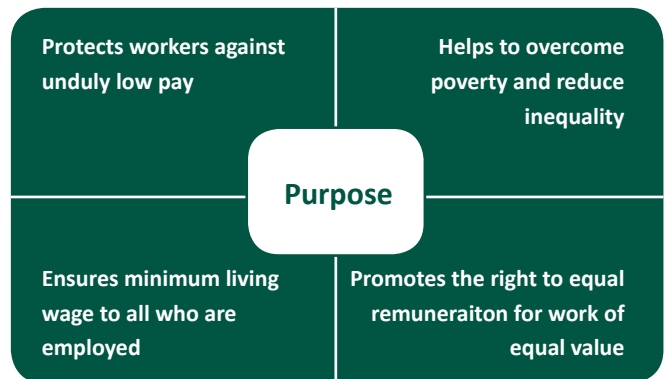 Protects workers against
unduly low pay
Helps to overcome
poverty and reduce
inequality
Purpose
Ensures minimum living
wage to all who are
employed
Promotes the right to equal
remuneraiton for work of
equal value